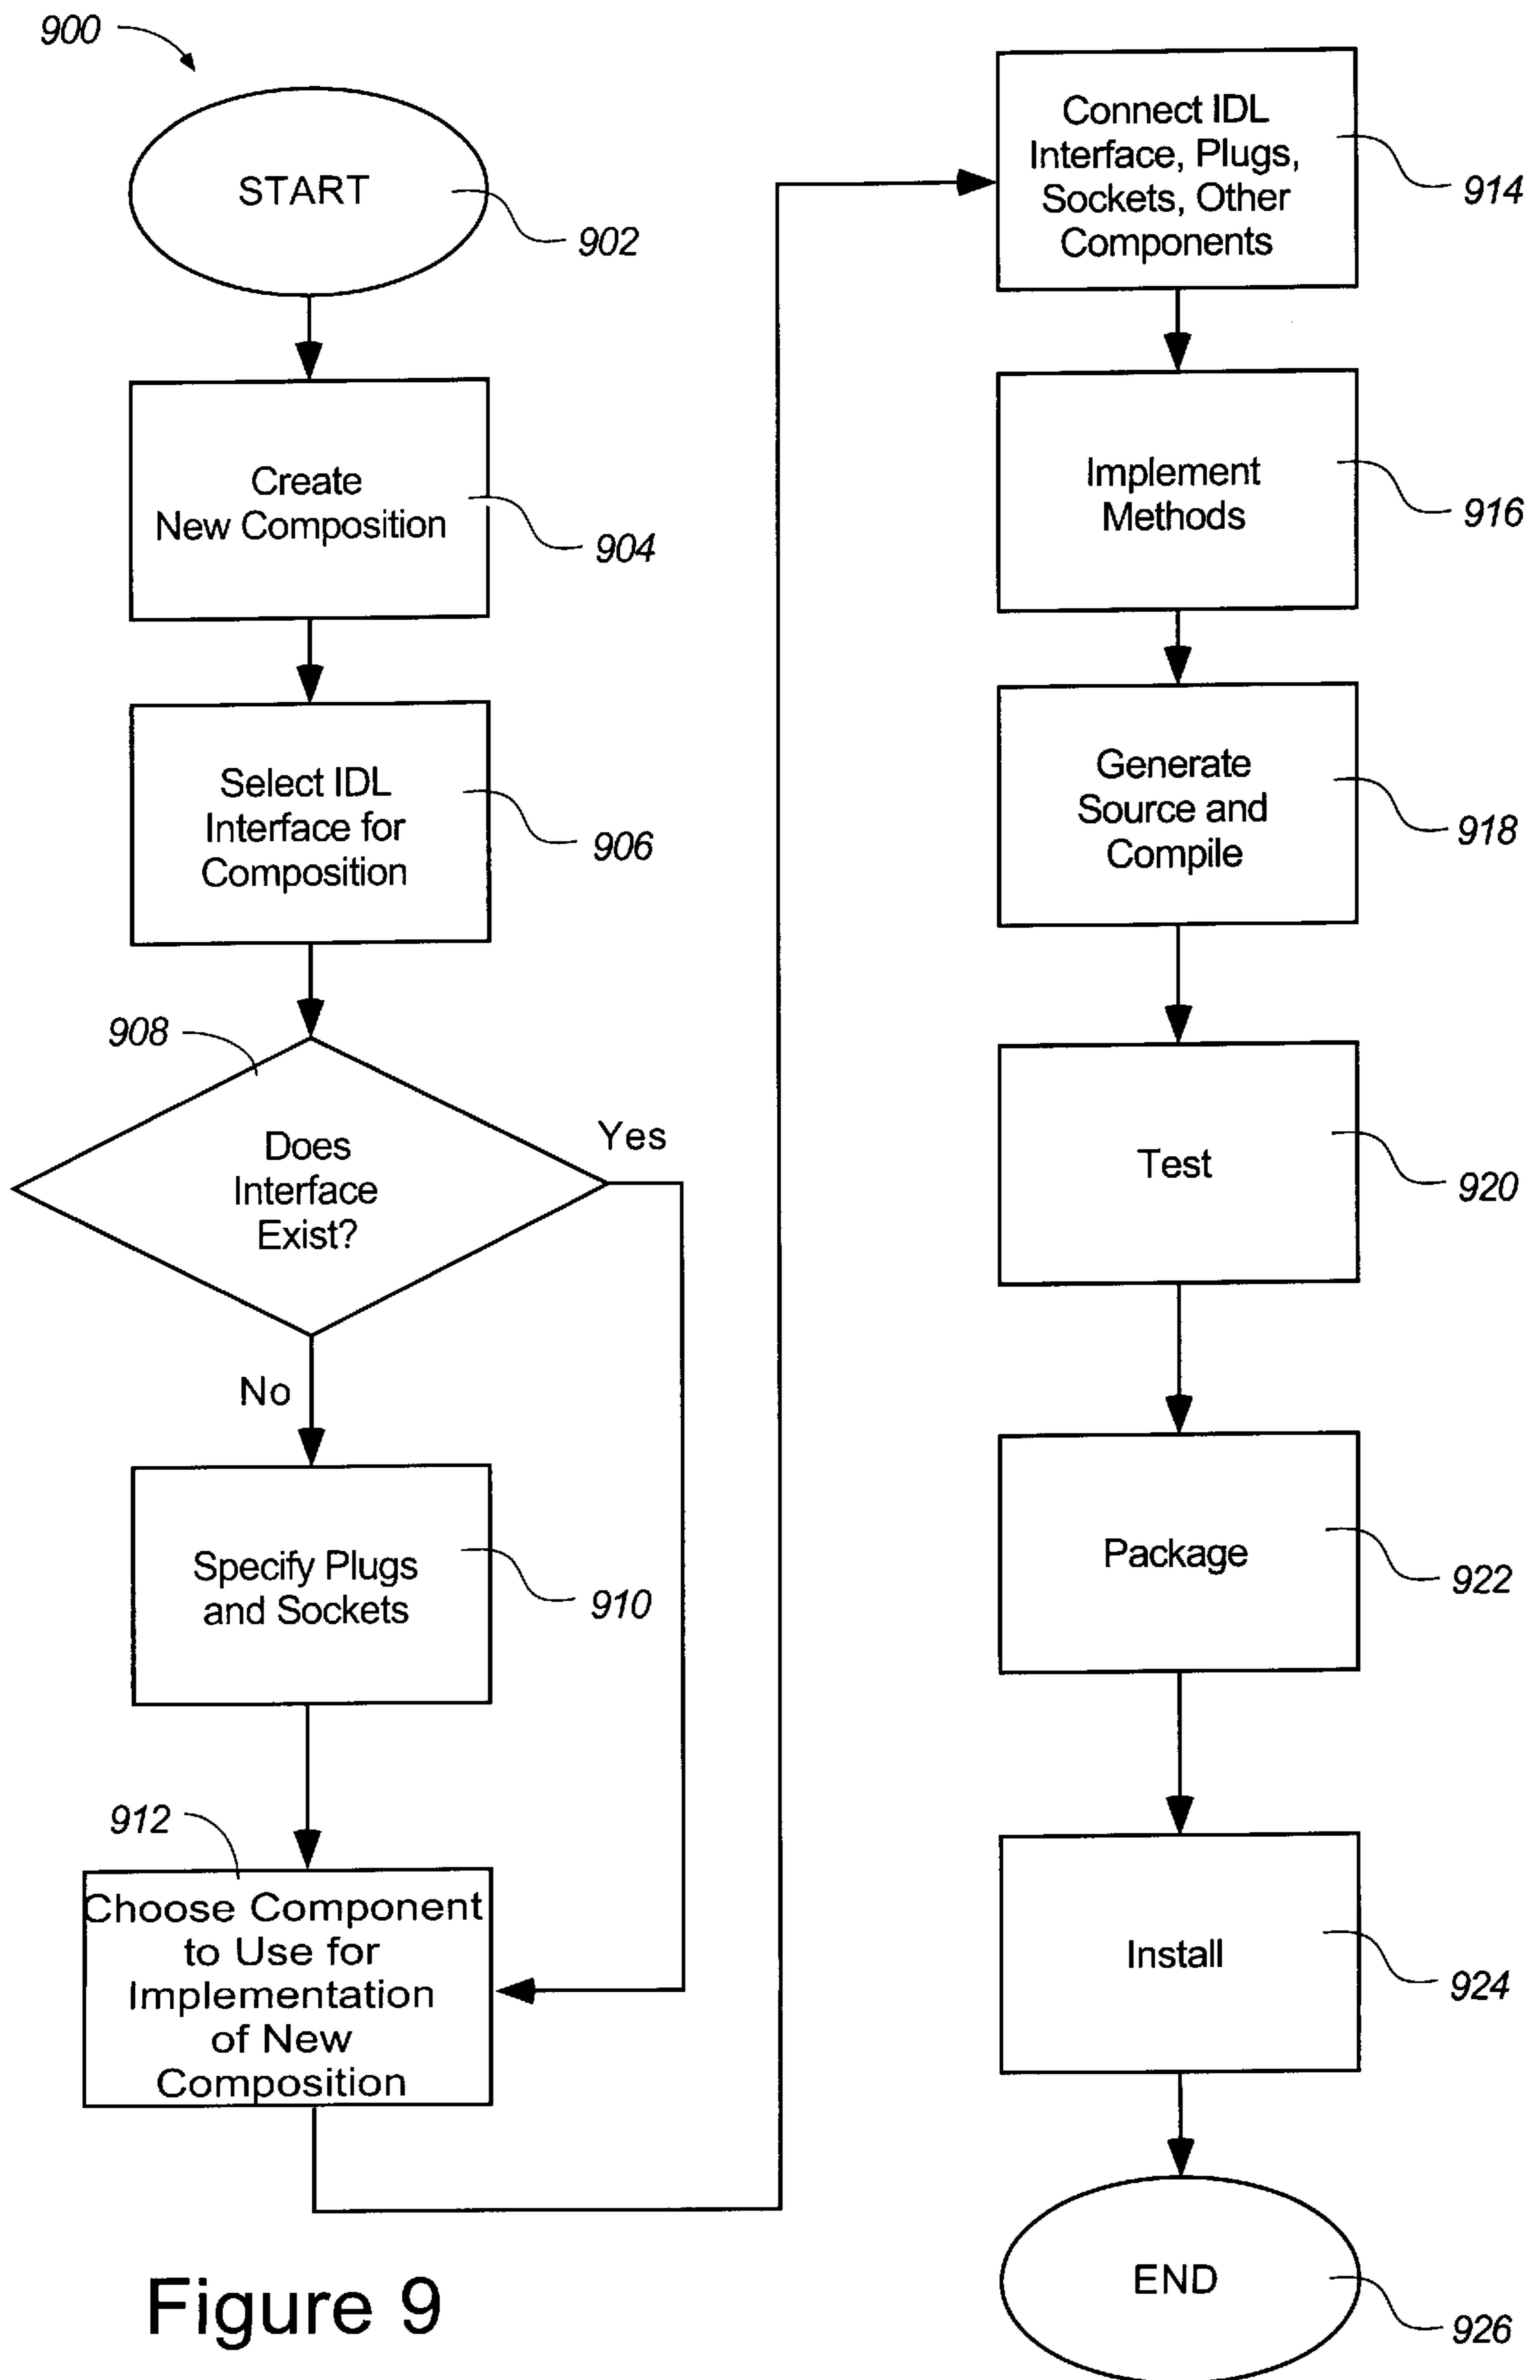 900
START
902
Create
New Composition
904
Select IDL
Interface for
Composition
906
908
Does
Interface
Exist?
Yes
No
Specify Plugs
and Sockets
910
912
Choose Component
to Use for
Implementation
of New
Composition
Connect IDL
Interface, Plugs,
Sockets, Other
Components
914
Implement
Methods
916
Generate
Source and
Compile
918
Test
920
Package
922
Install
924
END
926
Figure 9